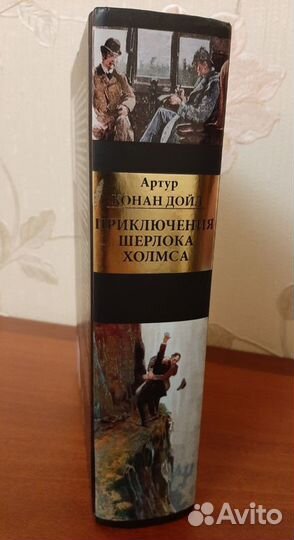 Артур
КОНАН ДОЙЛ
ПРИКЛЮЧЕНИЯ
ШЕРЛОКА
ХОЛМСА
Avito